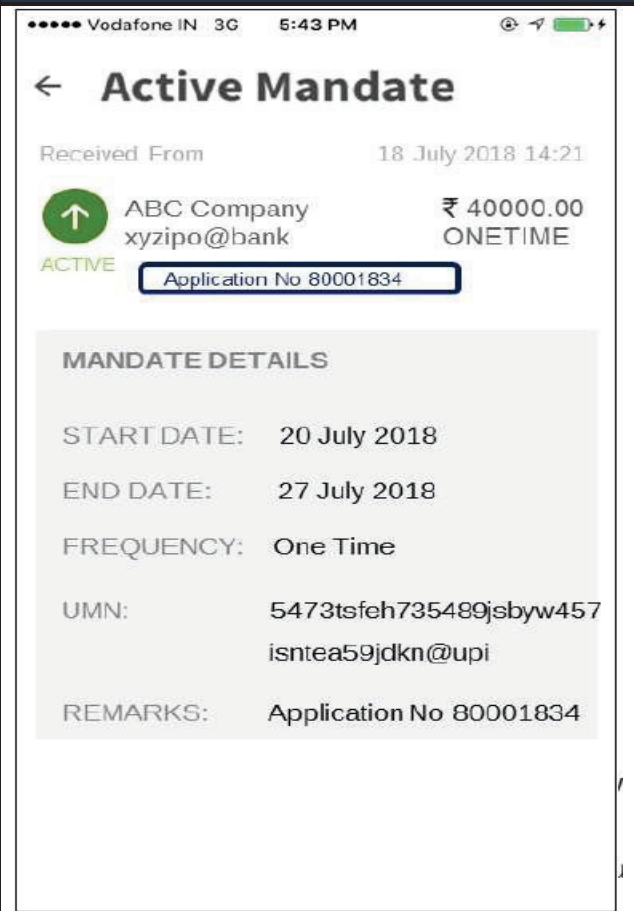 Vodafone IN 3G 5:43 PM
← Active Mandate
Received From 18 July 2018 14:21
ABC Company ₹ 40000.00
xyzipo@bank ONETIME
ACTIVE
Application No 80001834
MANDATE DETAILS
START DATE: 20 July 2018
END DATE: 27 July 2018
FREQUENCY: One Time
UMN: 5473tsfeh735489jsbyw457
isntea59jdkn@upi
REMARKS: Application No 80001834